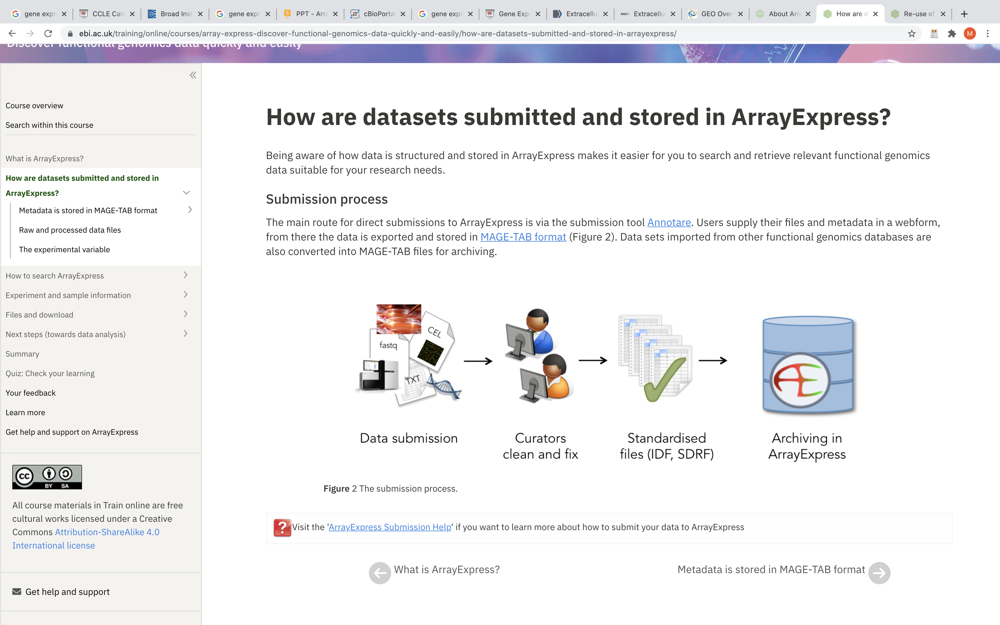 gene expr
CCLE Can
Broad Inst
gene expr
PPT - Arra
cBioPorta
gene expr
Gene Expr
Extracellu
AACR Extracellu
GEO Over
About Arr
How are d
Re-use of
ebi.ac.uk/training/online/courses/array-express-discover-functional-genomics-data-quickly-and-easily/how-are-datasets-submitted-and-stored-in-arrayexpress/
M
Discover functional genomics data quickly and easily
Course overview
Search within this course
What is ArrayExpress?
How are datasets submitted and stored in
ArrayExpress?
Metadata is stored in MAGE-TAB format
Raw and processed data files
The experimental variable
How to search ArrayExpress
Experiment and sample information
Files and download
Next steps (towards data analysis)
Summary
Quiz: Check your learning
Your feedback
Learn more
Get help and support on ArrayExpress
cc BY SA
All course materials in Train online are free
cultural works licensed under a Creative
Commons Attribution-ShareAlike 4.0
International license
Get help and support
How are datasets submitted and stored in ArrayExpress?
Being aware of how data is structured and stored in ArrayExpress makes it easier for you to search and retrieve relevant functional genomics
data suitable for your research needs.
Submission process
The main route for direct submissions to ArrayExpress is via the submission tool Annotare. Users supply their files and metadata in a webform,
from there the data is exported and stored in MAGE-TAB format (Figure 2). Data sets imported from other functional genomics databases are
also converted into MAGE-TAB files for archiving.
CEL
fastq
TXT
AE
Data submission
Curators
clean and fix
Standardised
files (IDF, SDRF)
Archiving in
ArrayExpress
Figure 2 The submission process.
? Visit the ‘ArrayExpress Submission Help‘ if you want to learn more about how to submit your data to ArrayExpress
What is ArrayExpress?
Metadata is stored in MAGE-TAB format